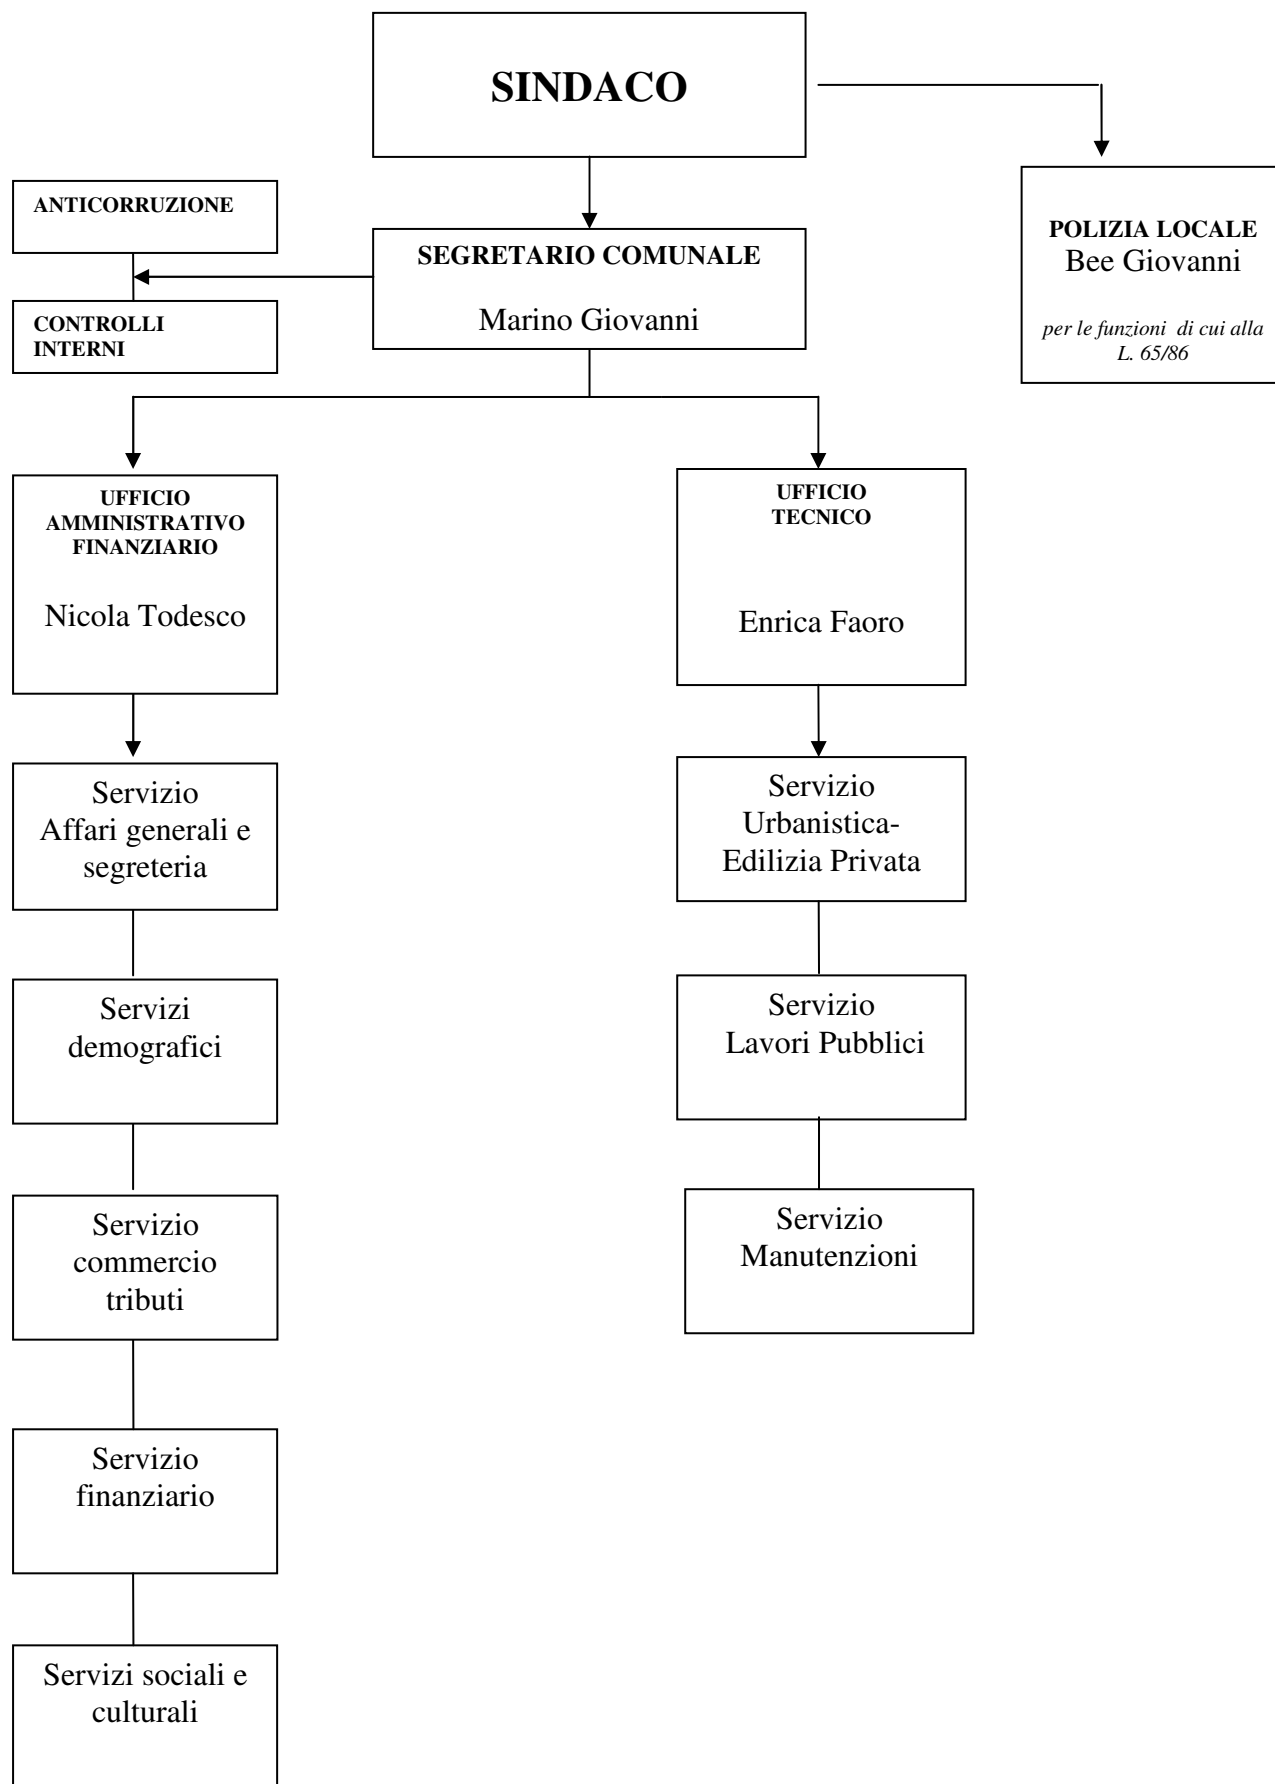 SINDACO
ANTICORRUZIONE
SEGRETARIO COMUNALE
Marino Giovanni
POLIZIA LOCALE
Bee Giovanni
per le funzioni di cui alla
L. 65/86
CONTROLLI
INTERNI
UFFICIO
AMMINISTRATIVO
FINANZIARIO
Nicola Todesco
UFFICIO
TECNICO
Enrica Faoro
Servizio
Affari generali e
segreteria
Servizio
Urbanistica-
Edilizia Privata
Servizi
demografici
Servizio
Lavori Pubblici
Servizio
commercio
tributi
Servizio
Manutenzioni
Servizio
finanziario
Servizi sociali e
culturali